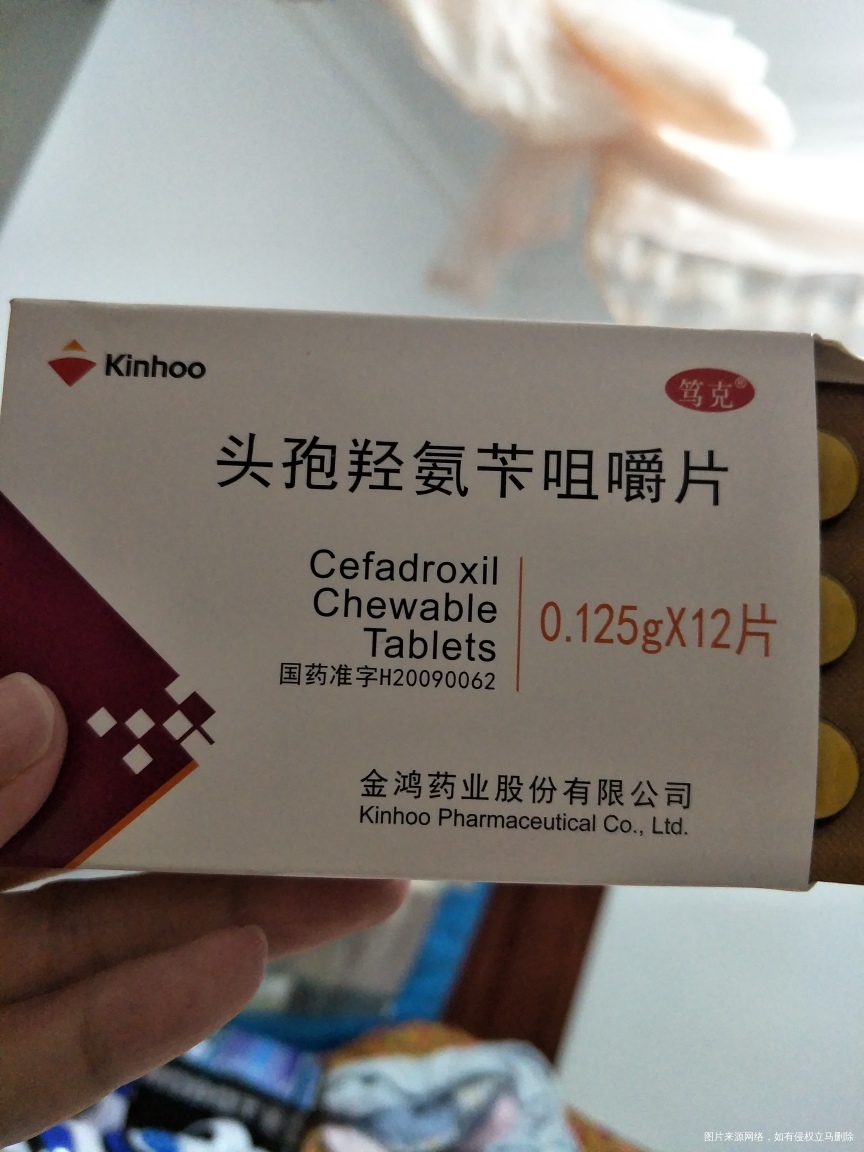 Kinhoo
笃克®
头孢羟氨苄咀嚼片
Cefadroxil
Chewable
Tablets
0.125gX12片
国药准字H20090062
金鸿药业股份有限公司
Kinhoo Pharmaceutical Co., Ltd.
图片来源网络，如有侵权立马删除